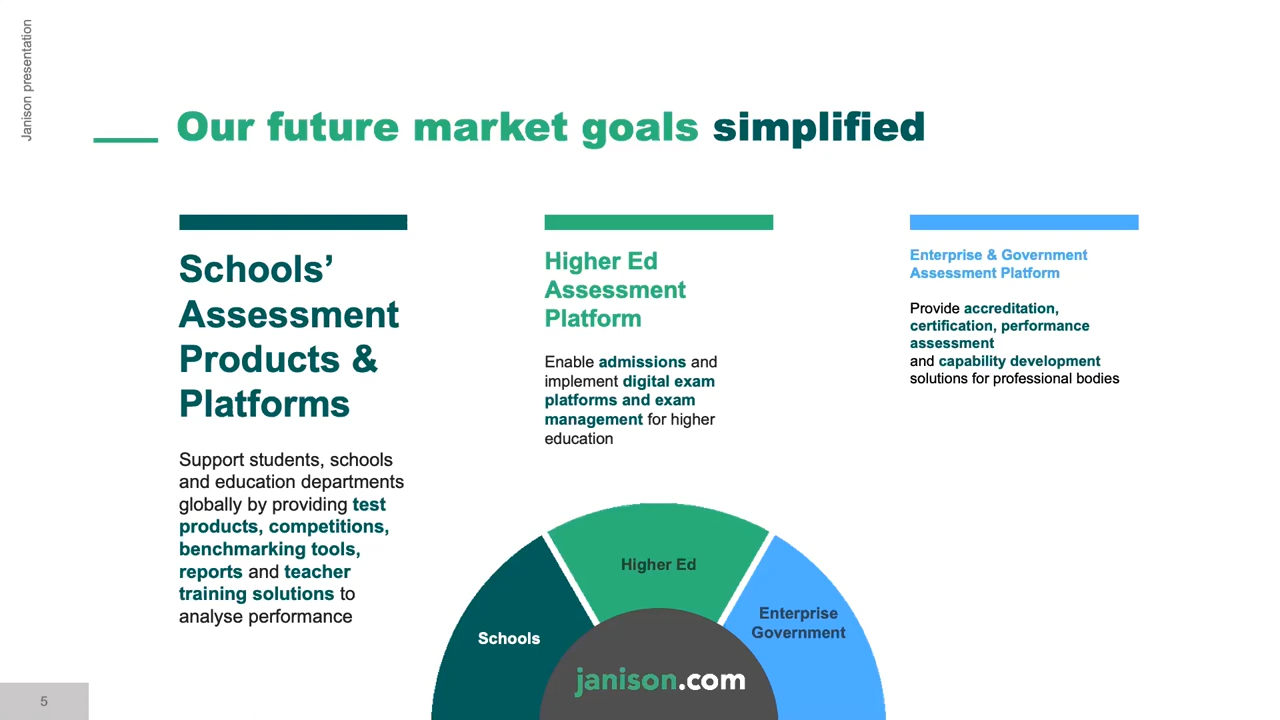 Janison presentation
Our future market goals simplified
Schools’
Assessment
Products &
Platforms
Support students, schools
and education departments
globally by providing test
products, competitions,
benchmarking tools,
reports and teacher
training solutions to
analyse performance
Higher Ed
Assessment
Platform
Enable admissions and
implement digital exam
platforms and exam
management for higher
education
Enterprise & Government
Assessment Platform
Provide accreditation,
certification, performance
assessment
and capability development
solutions for professional bodies
Higher Ed
Schools
Enterprise
Government
janison.com
5